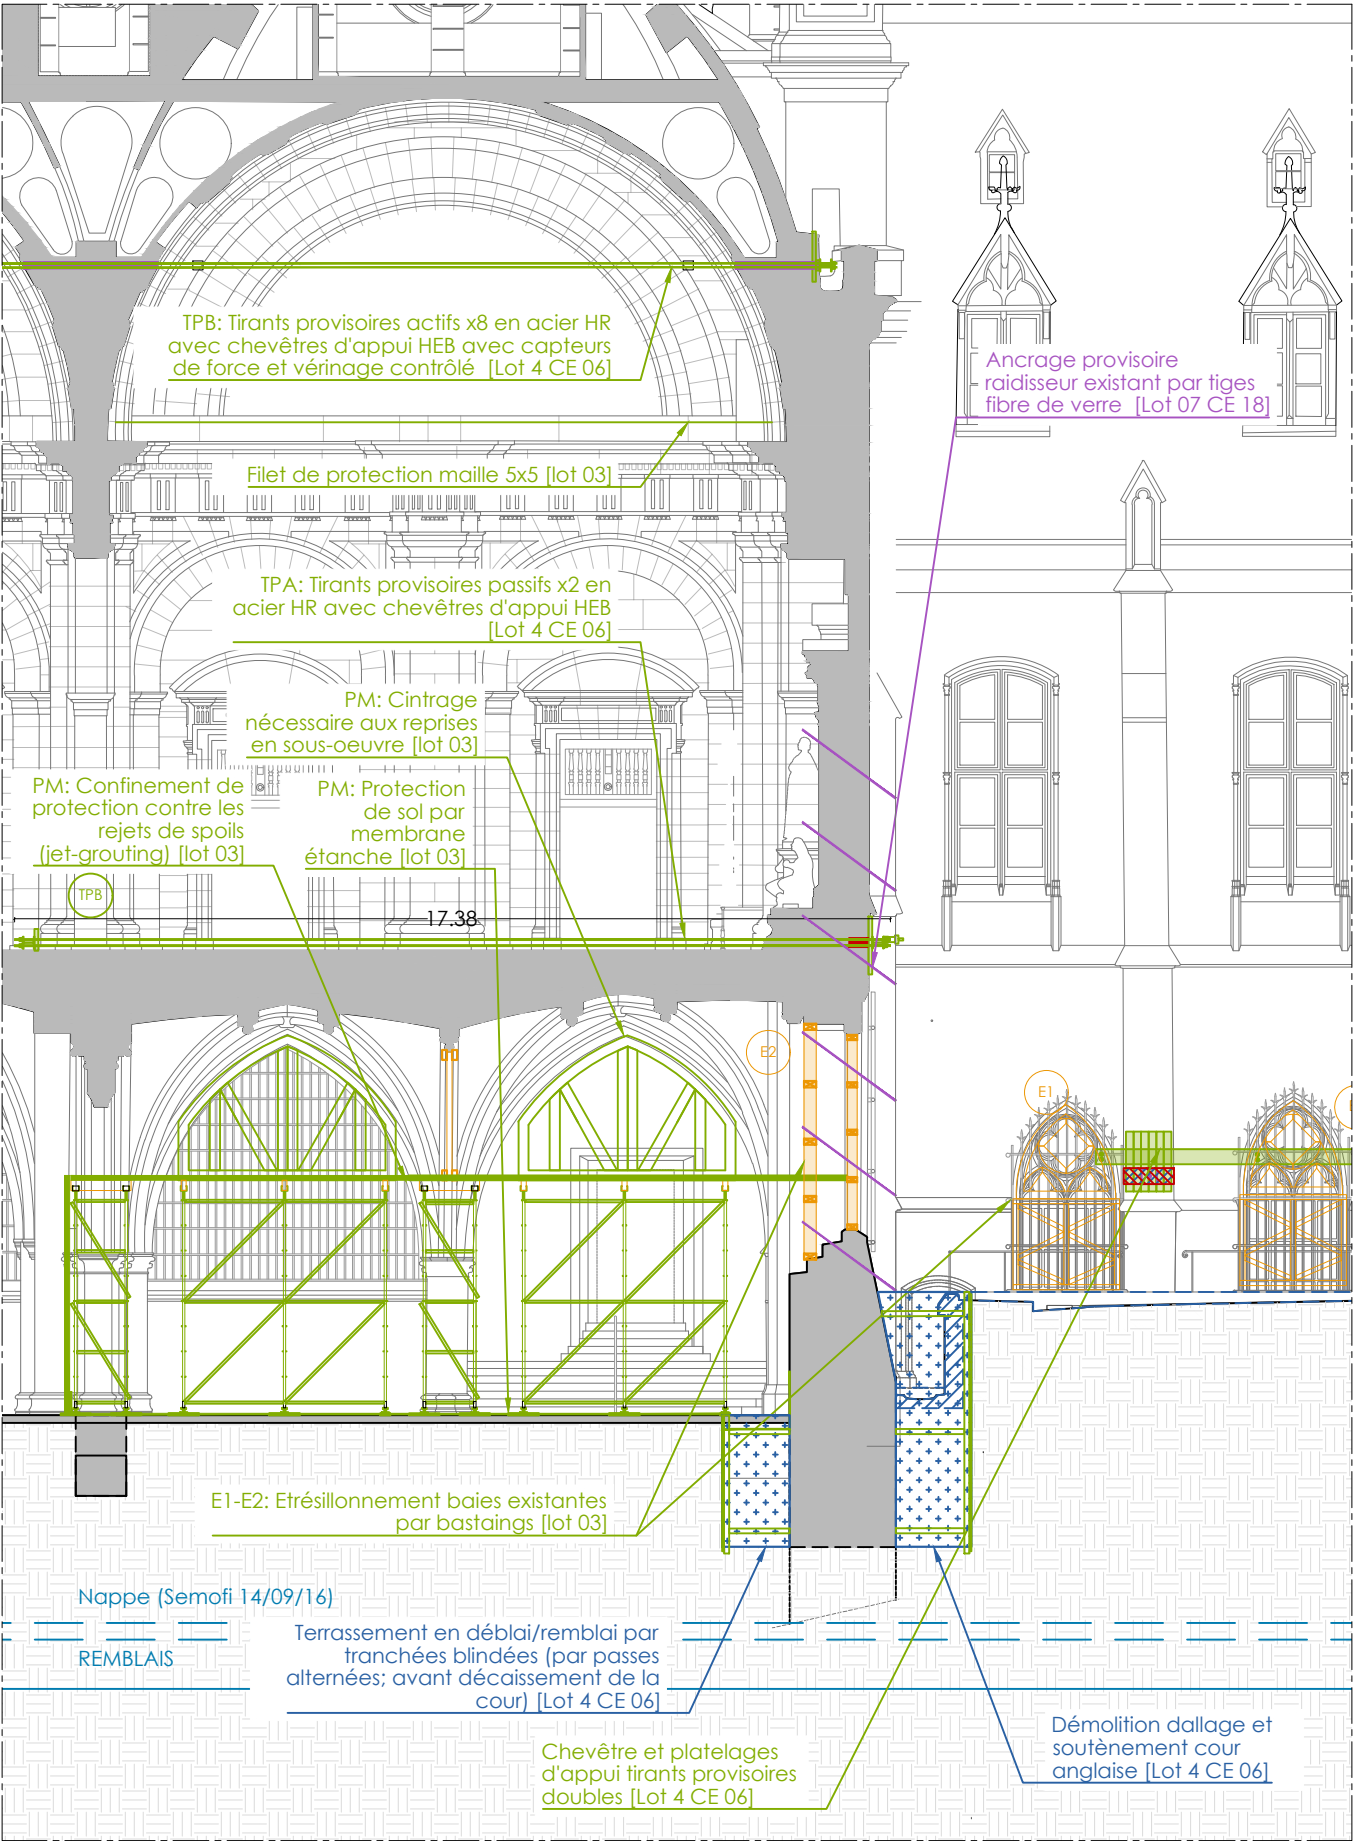 TPB: Tirants provisoires actifs x8 en acier HR
avec chevêtres d'appui HEB avec capteurs
de force et vérinage contrôlé [Lot 4 CE 06]
Ancrage provisoire
raidisseur existant par tiges
fibre de verre [Lot 07 CE 18]
Filet de protection maille 5x5 [lot 03]
TPA: Tirants provisoires passifs x2 en
acier HR avec chevêtres d'appui HEB
[Lot 4 CE 06]
PM: Cintrage
nécessaire aux reprises
en sous-oeuvre [lot 03]
PM: Confinement de
protection contre les
rejets de spoils
(jet-grouting) [lot 03]
PM: Protection
de sol par
membrane
étanche [lot 03]
TPB
17.38
E2
E1
E1-E2: Etrésillonnement baies existantes
par bastaings [lot 03]
Nappe (Semofi 14/09/16)
REMBLAIS
Terrassement en déblai/remblai par
tranchées blindées (par passes
alternées; avant décaissement de la
cour) [Lot 4 CE 06]
Chevêtre et platelages
d'appui tirants provisoires
doubles [Lot 4 CE 06]
Démolition dallage et
soutènement cour
anglaise [Lot 4 CE 06]